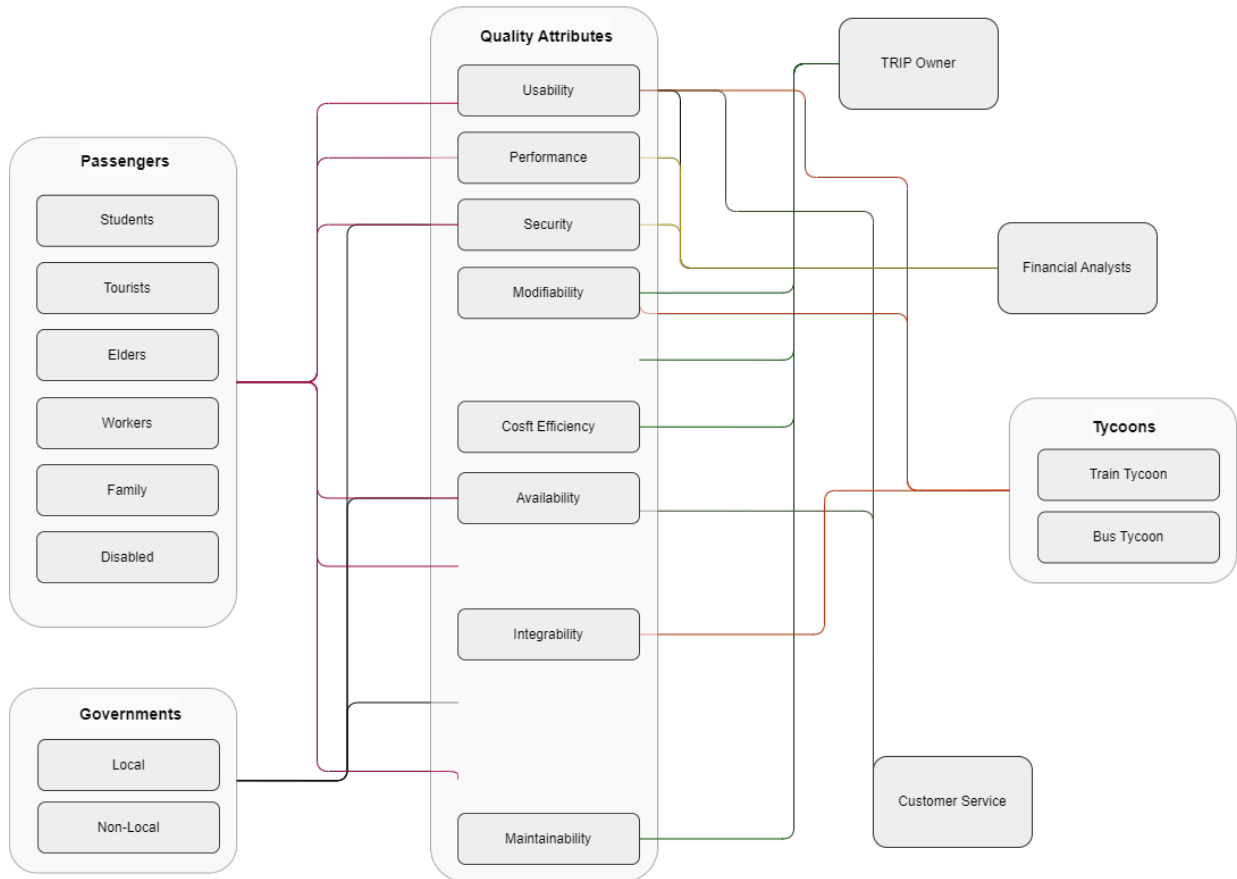 Passengers
Students
Tourists
Elders
Workers
Family
Disabled
Governments
Local
Non-Local
Quality Attributes
Usability
Performance
Security
Modifiability
Cosft Efficiency
Availability
Integrability
Maintainability
TRIP Owner
Financial Analysts
Tycoons
Train Tycoon
Bus Tycoon
Customer Service